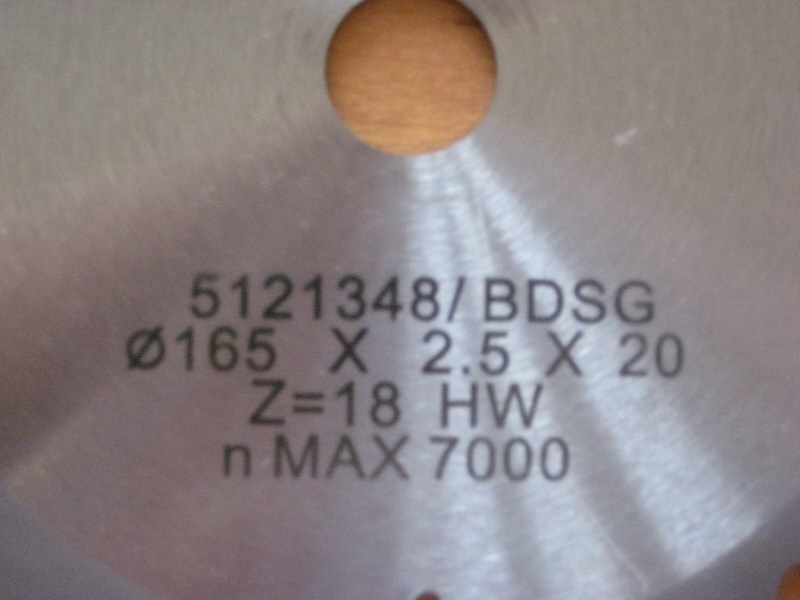 5121348/ BDSG
Ø165 X 2.5 X 20
Z=18 HW
n MAX 7000